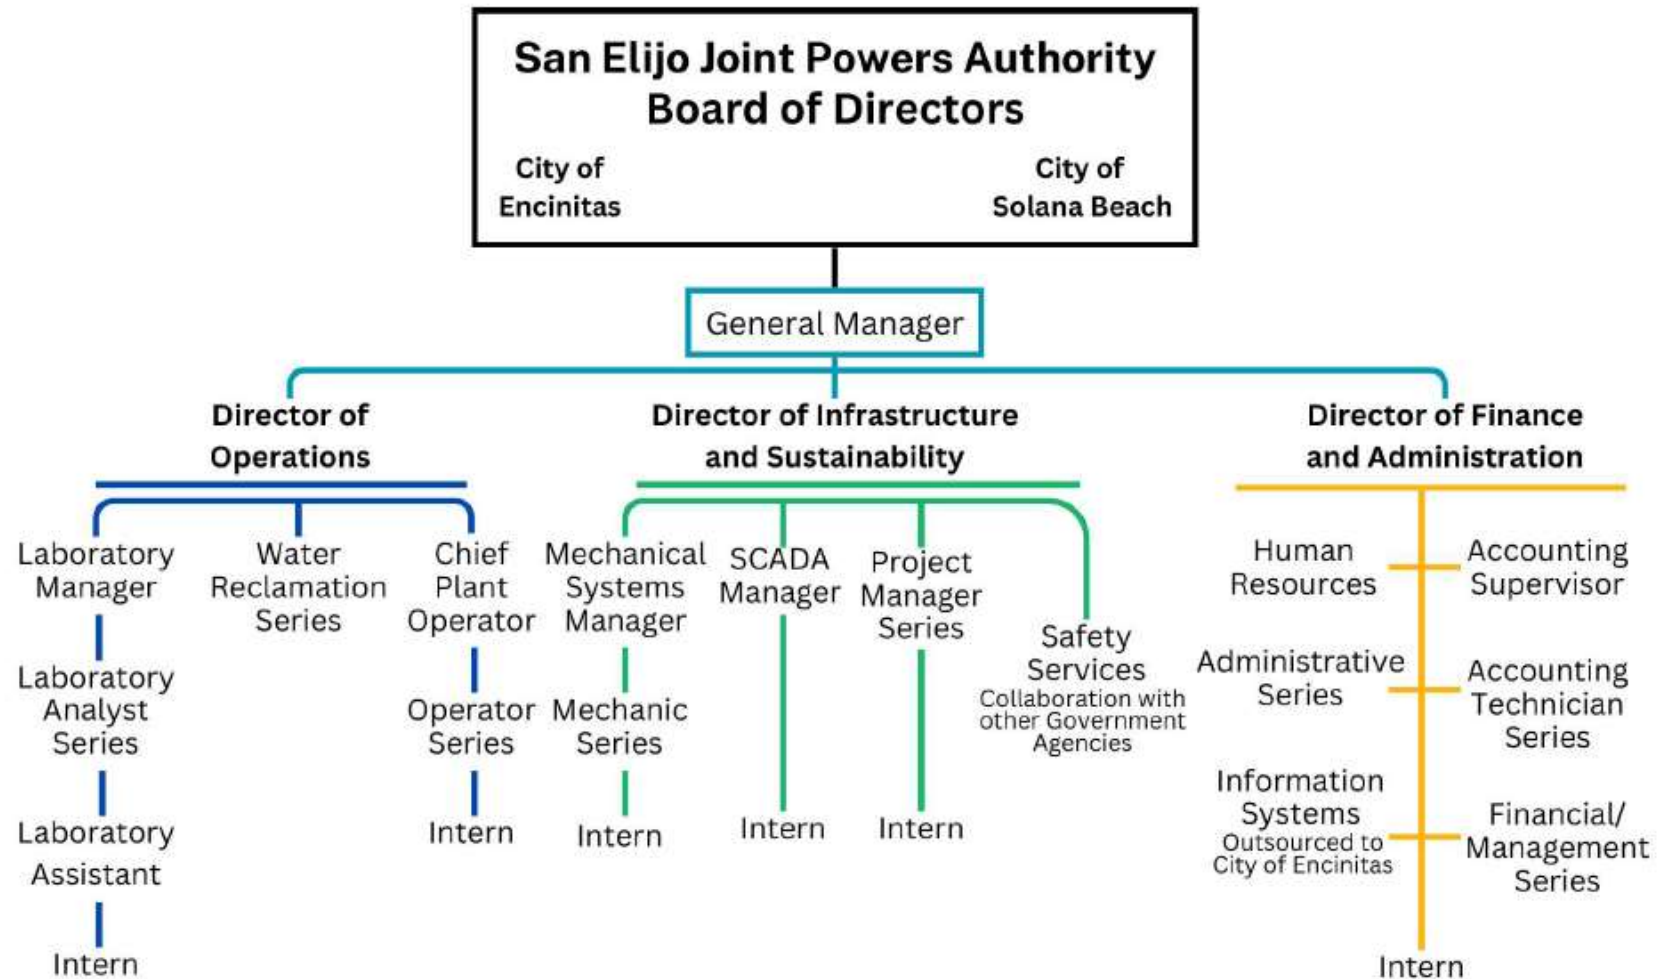 San Elijo Joint Powers Authority
Board of Directors
City of
Encinitas
City of
Solana Beach
General Manager
Director of
Operations
Director of Infrastructure
and Sustainability
Director of Finance
and Administration
Laboratory
Manager
Water
Reclamation
Series
Chief
Plant
Operator
Laboratory
Analyst
Series
Operator
Series
Laboratory
Assistant
Intern
Intern
Mechanical
Systems
Manager
SCADA
Manager
Project
Manager
Series
Safety
Services
Collaboration with
other Government
Agencies
Mechanic
Series
Intern
Intern
Intern
Human
Resources
Accounting
Supervisor
Administrative
Series
Accounting
Technician
Series
Information
Systems
Outsourced to
City of Encinitas
Financial/
Management
Series
Intern